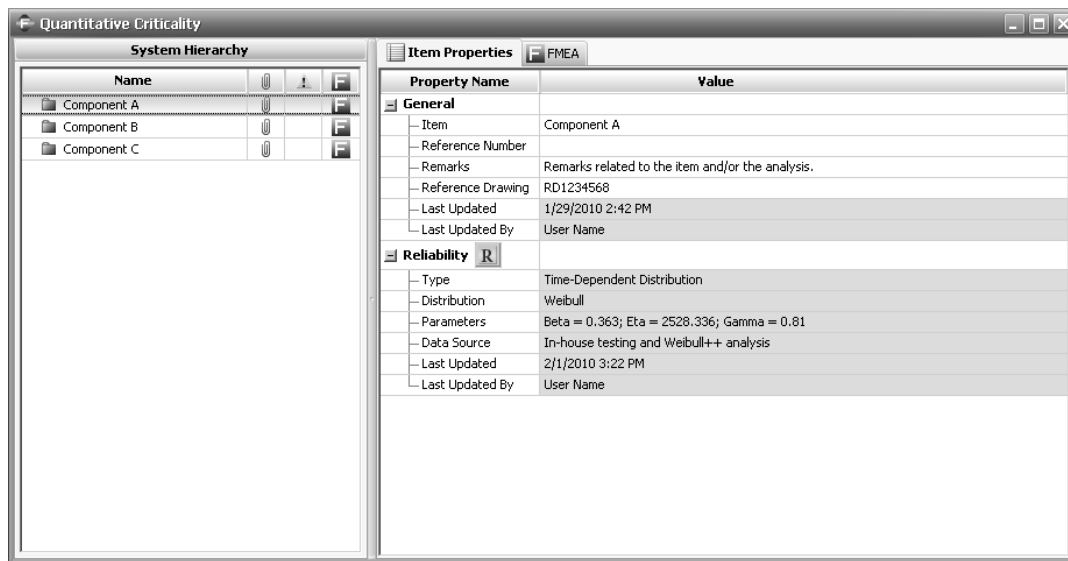 Quantitative Criticality
System Hierarchy
Name F
Component A F
Component B F
Component C F
Item Properties F FMEA
Property Name Value
General
Item Component A
Reference Number
Remarks Remarks related to the item and/or the analysis.
Reference Drawing RD1234568
Last Updated 1/29/2010 2:42 PM
Last Updated By User Name
Reliability R
Type Time-Dependent Distribution
Distribution Weibull
Parameters Beta = 0.363; Eta = 2528.336; Gamma = 0.81
Data Source In-house testing and Weibull++ analysis
Last Updated 2/1/2010 3:22 PM
Last Updated By User Name